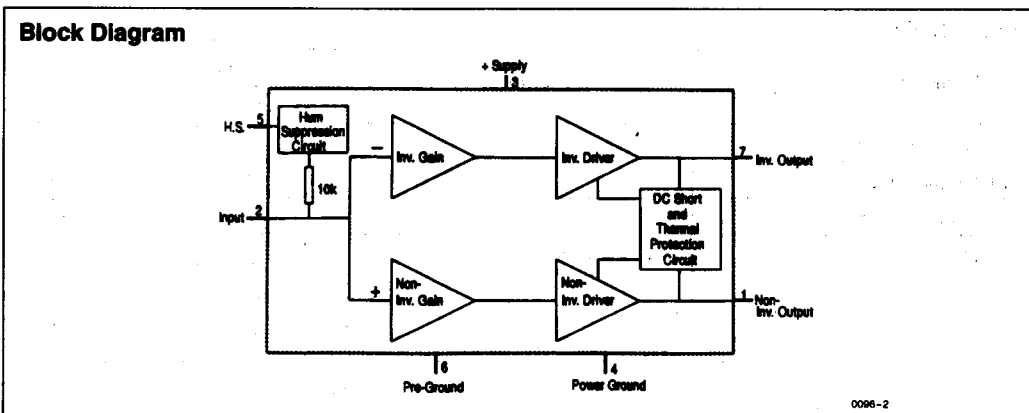 Block Diagram
+ Supply
3
H.S.
5
Hum
Suppression
Circuit
10k
Input
2
−
Inv. Gain
Inv. Driver
7
Inv. Output
DC Short
and
Thermal
Protection
Circuit
+
Non-
Inv. Gain
Non-
Inv. Driver
1
Non-
Inv. Output
6
Pre-Ground
4
Power Ground
0096-2